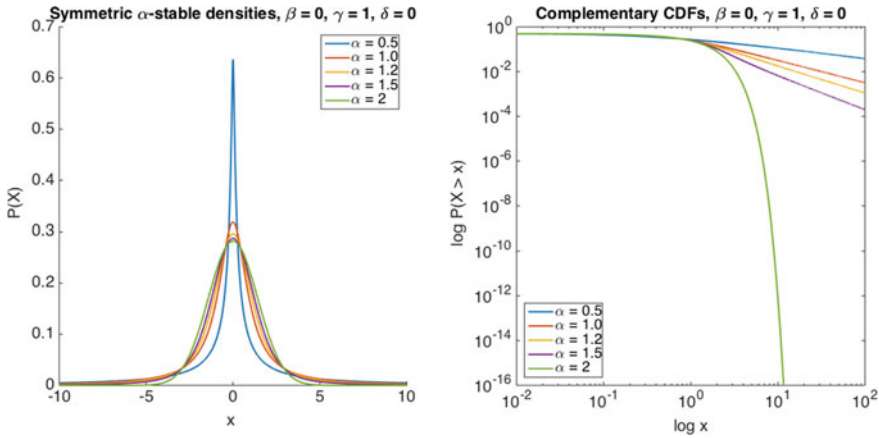 Symmetric α-stable densities, β = 0, γ = 1, δ = 0
0.7
0.6
0.5
0.4
0.3
0.2
0.1
0
P(X)
-10
-5
0
5
10
x
α = 0.5
α = 1.0
α = 1.2
α = 1.5
α = 2
Complementary CDFs, β = 0, γ = 1, δ = 0
10^0
10^-2
10^-4
10^-6
10^-8
10^-10
10^-12
10^-14
10^-16
log P(X > x)
α = 0.5
α = 1.0
α = 1.2
α = 1.5
α = 2
10^-2
10^-1
10^0
10^1
10^2
log x